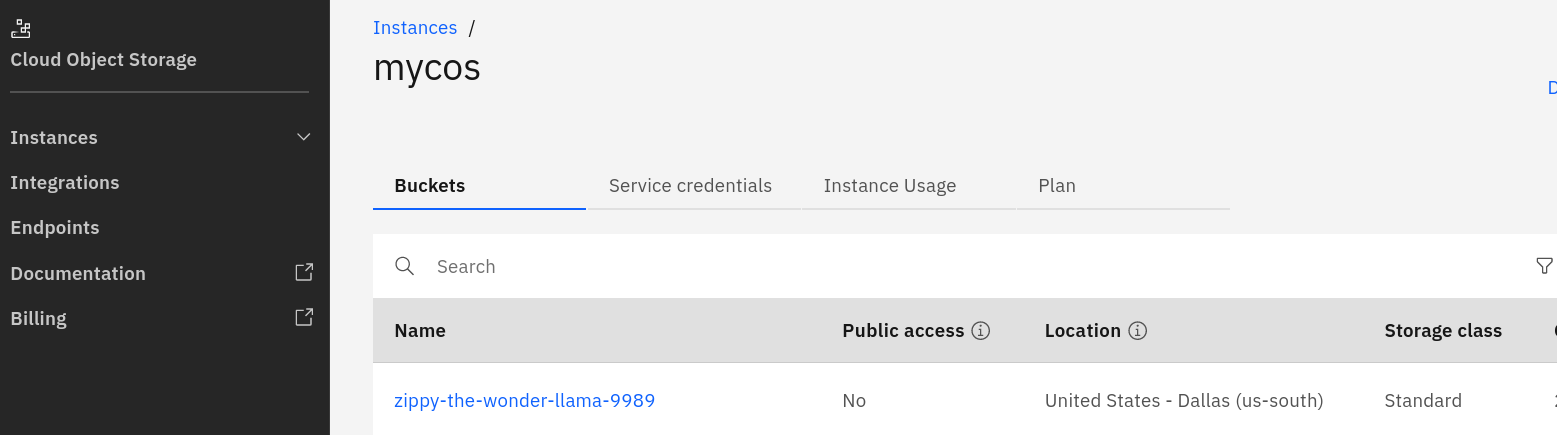 Cloud Object Storage
Instances
Integrations
Endpoints
Documentation
Billing
Instances /
mycos
Buckets Service credentials Instance Usage Plan
Search
Name Public access Location Storage class
zippy-the-wonder-llama-9989 No United States - Dallas (us-south) Standard